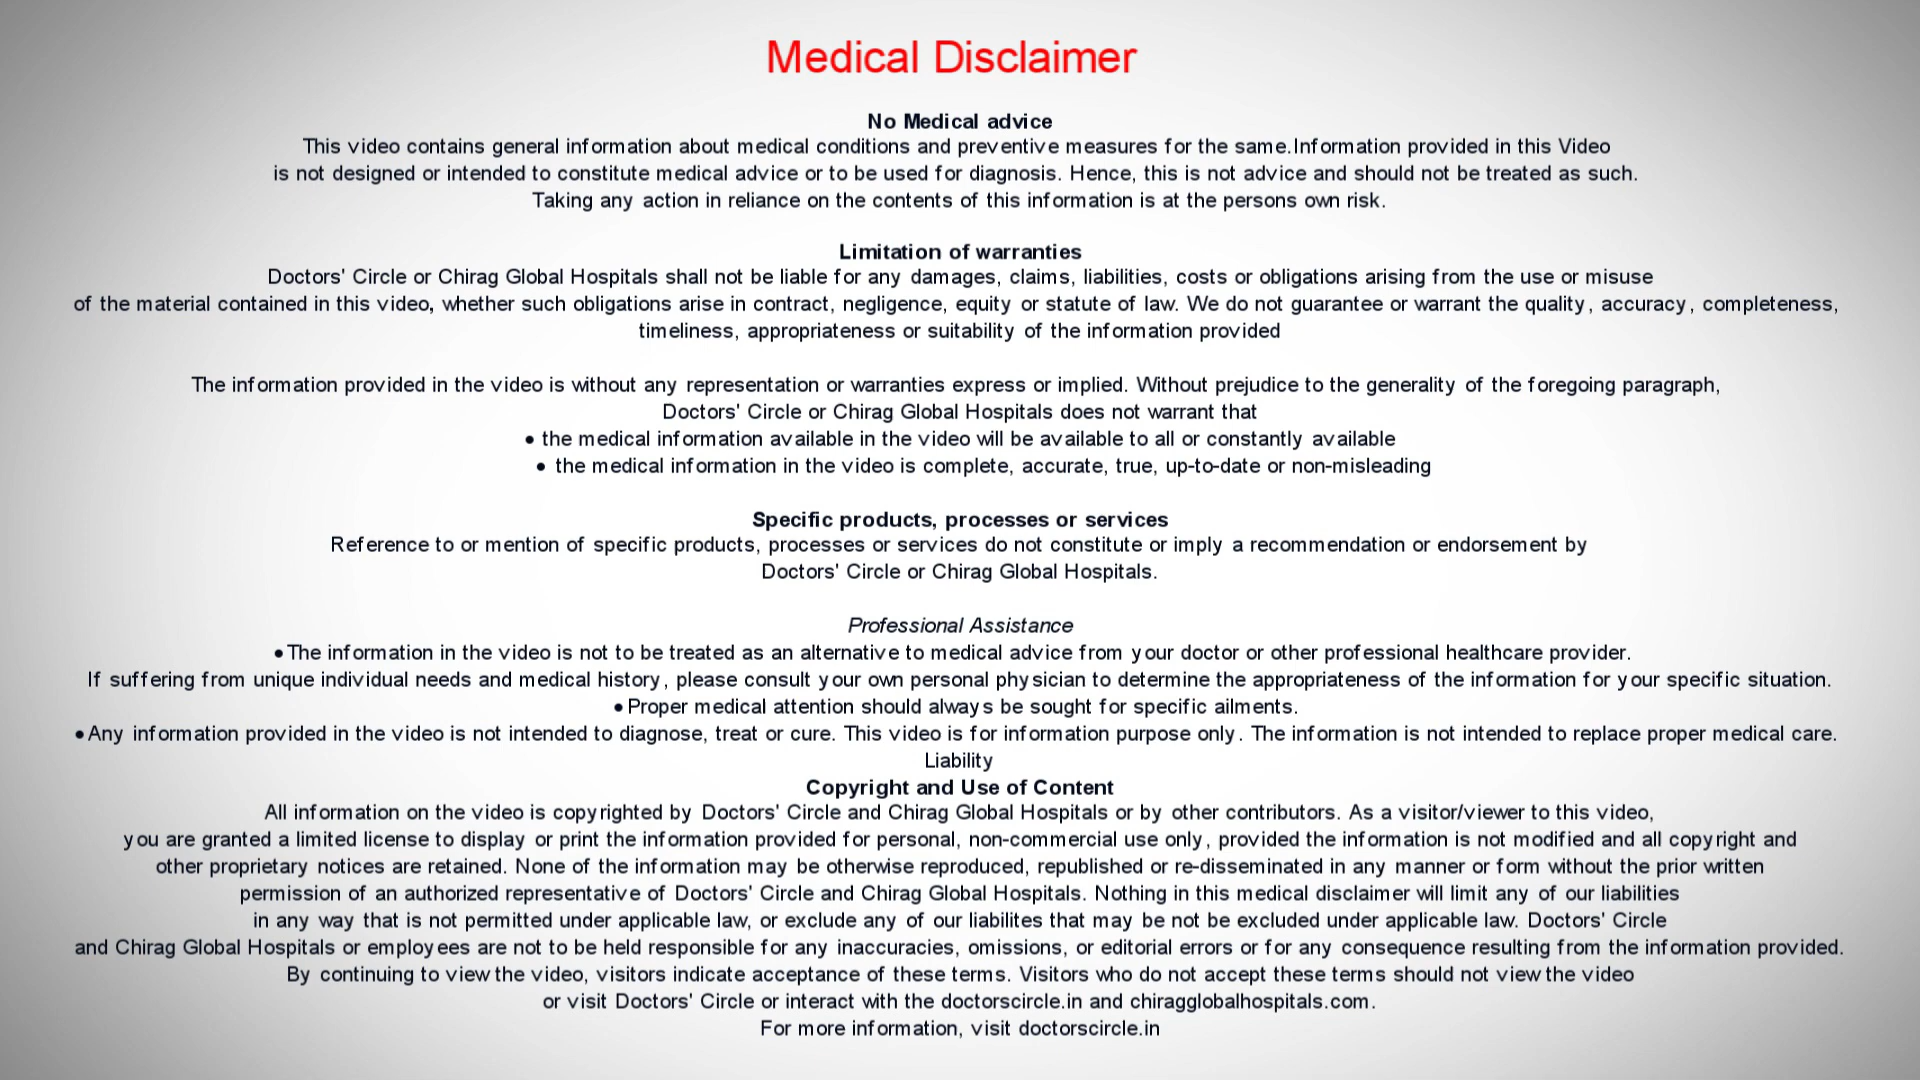 Medical Disclaimer
No Medical advice
This video contains general information about medical conditions and preventive measures for the same.Information provided in this Video
is not designed or intended to constitute medical advice or to be used for diagnosis. Hence, this is not advice and should not be treated as such.
Taking any action in reliance on the contents of this information is at the persons own risk.
Limitation of warranties
Doctors' Circle or Chirag Global Hospitals shall not be liable for any damages, claims, liabilities, costs or obligations arising from the use or misuse
of the material contained in this video, whether such obligations arise in contract, negligence, equity or statute of law. We do not guarantee or warrant the quality, accuracy, completeness,
timeliness, appropriateness or suitability of the information provided
The information provided in the video is without any representation or warranties express or implied. Without prejudice to the generality of the foregoing paragraph,
Doctors' Circle or Chirag Global Hospitals does not warrant that
• the medical information available in the video will be available to all or constantly available
• the medical information in the video is complete, accurate, true, up-to-date or non-misleading
Specific products, processes or services
Reference to or mention of specific products, processes or services do not constitute or imply a recommendation or endorsement by
Doctors' Circle or Chirag Global Hospitals.
Professional Assistance
•The information in the video is not to be treated as an alternative to medical advice from your doctor or other professional healthcare provider.
If suffering from unique individual needs and medical history, please consult your own personal physician to determine the appropriateness of the information for your specific situation.
•Proper medical attention should always be sought for specific ailments.
•Any information provided in the video is not intended to diagnose, treat or cure. This video is for information purpose only. The information is not intended to replace proper medical care.
Liability
Copyright and Use of Content
All information on the video is copyrighted by Doctors' Circle and Chirag Global Hospitals or by other contributors. As a visitor/viewer to this video,
you are granted a limited license to display or print the information provided for personal, non-commercial use only, provided the information is not modified and all copyright and
other proprietary notices are retained. None of the information may be otherwise reproduced, republished or re-disseminated in any manner or form without the prior written
permission of an authorized representative of Doctors' Circle and Chirag Global Hospitals. Nothing in this medical disclaimer will limit any of our liabilities
in any way that is not permitted under applicable law, or exclude any of our liabilites that may be not be excluded under applicable law. Doctors' Circle
and Chirag Global Hospitals or employees are not to be held responsible for any inaccuracies, omissions, or editorial errors or for any consequence resulting from the information provided.
By continuing to view the video, visitors indicate acceptance of these terms. Visitors who do not accept these terms should not view the video
or visit Doctors' Circle or interact with the doctorscircle.in and chiragglobalhospitals.com.
For more information, visit doctorscircle.in